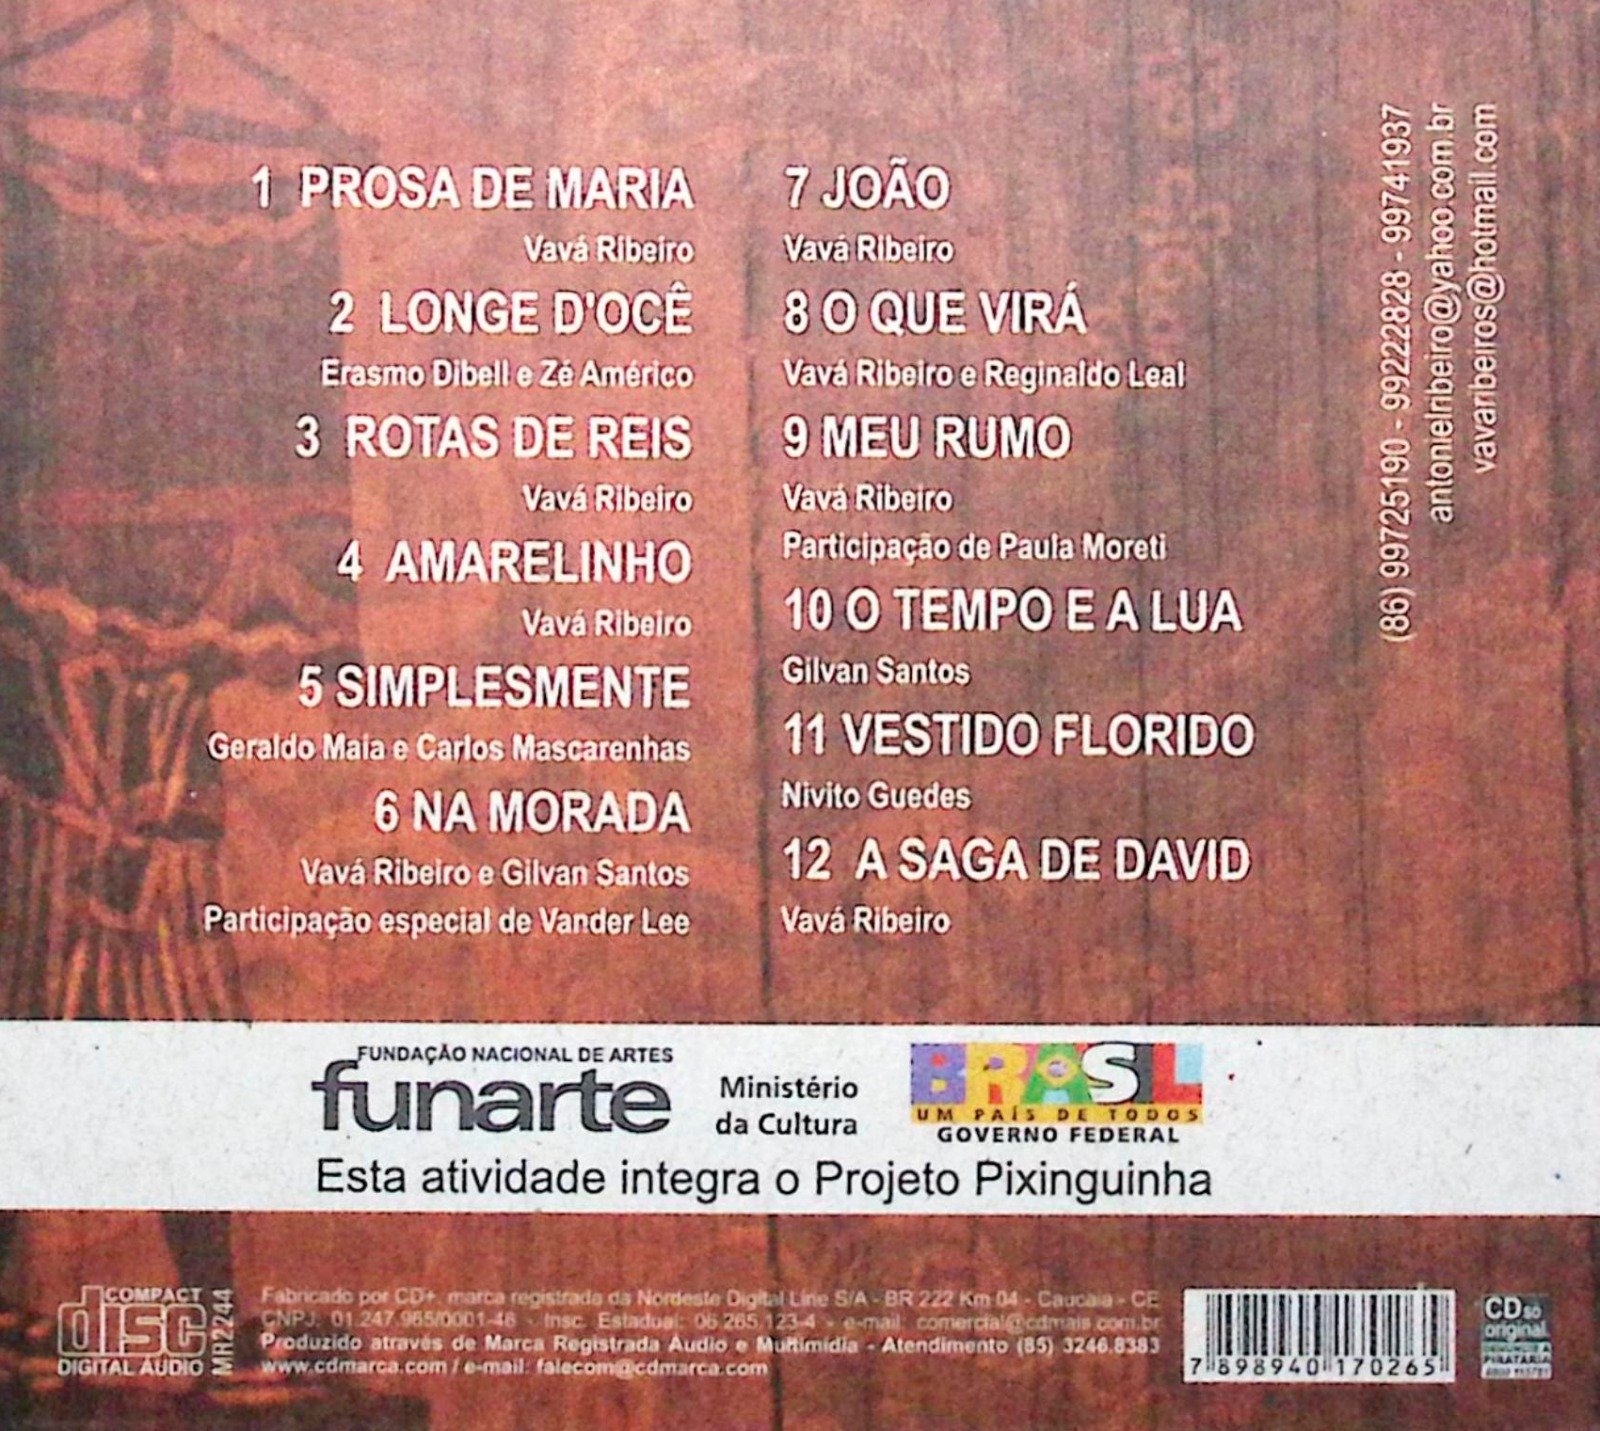 1 PROSA DE MARIA
Vavá Ribeiro
2 LONGE D'OCÊ
Erasmo Dibell e Zé Américo
3 ROTAS DE REIS
Vavá Ribeiro
4 AMARELINHO
Vavá Ribeiro
5 SIMPLESMENTE
Geraldo Maia e Carlos Mascarenhas
6 NA MORADA
Vavá Ribeiro e Gilvan Santos
Participação especial de Vander Lee
7 JOÃO
Vavá Ribeiro
8 O QUE VIRÁ
Vavá Ribeiro e Reginaldo Leal
9 MEU RUMO
Vavá Ribeiro
Participação de Paula Moreti
10 O TEMPO E A LUA
Gilvan Santos
11 VESTIDO FLORIDO
Nivito Guedes
12 A SAGA DE DAVID
Vavá Ribeiro
(86) 99725190 - 99222828 - 99741937
antonielribeiro@yahoo.com.br
vavarbeiros@hotmail.com
FUNDAÇÃO NACIONAL DE ARTES
funarte
Ministério
da Cultura
BRASIL
UM PAÍS DE TODOS
GOVERNO FEDERAL
Esta atividade integra o Projeto Pixinguinha
COMPACT
disc
DIGITAL AUDIO
MR2244
Fabricado por CD+, marca registrada da Nordeste Digital Line S/A - BR 222 Km 04 - Caucaia - CE
CNPJ: 01.247.965/0001-46 - Insc. Estadual: 06.265.123-4 - e-mail: comercial@cdmais.com.br
Produzido através de Marca Registrada Áudio e Multimídia - Atendimento (85) 3246.8383
www.cdmarca.com / e-mail: falecom@cdmarca.com
7 898940 170265
CD só
original
PIRATARIA